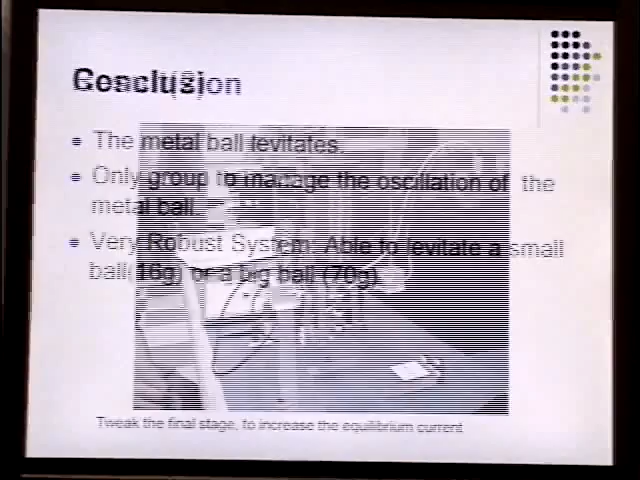 Conclusion
The metal ball levitates.
Only group to manage the oscillation of the
metal ball.
Very Robust System: Able to levitate a small
ball(16g) or a big ball (70g)
Tweak the final stage, to increase the equilibrium current